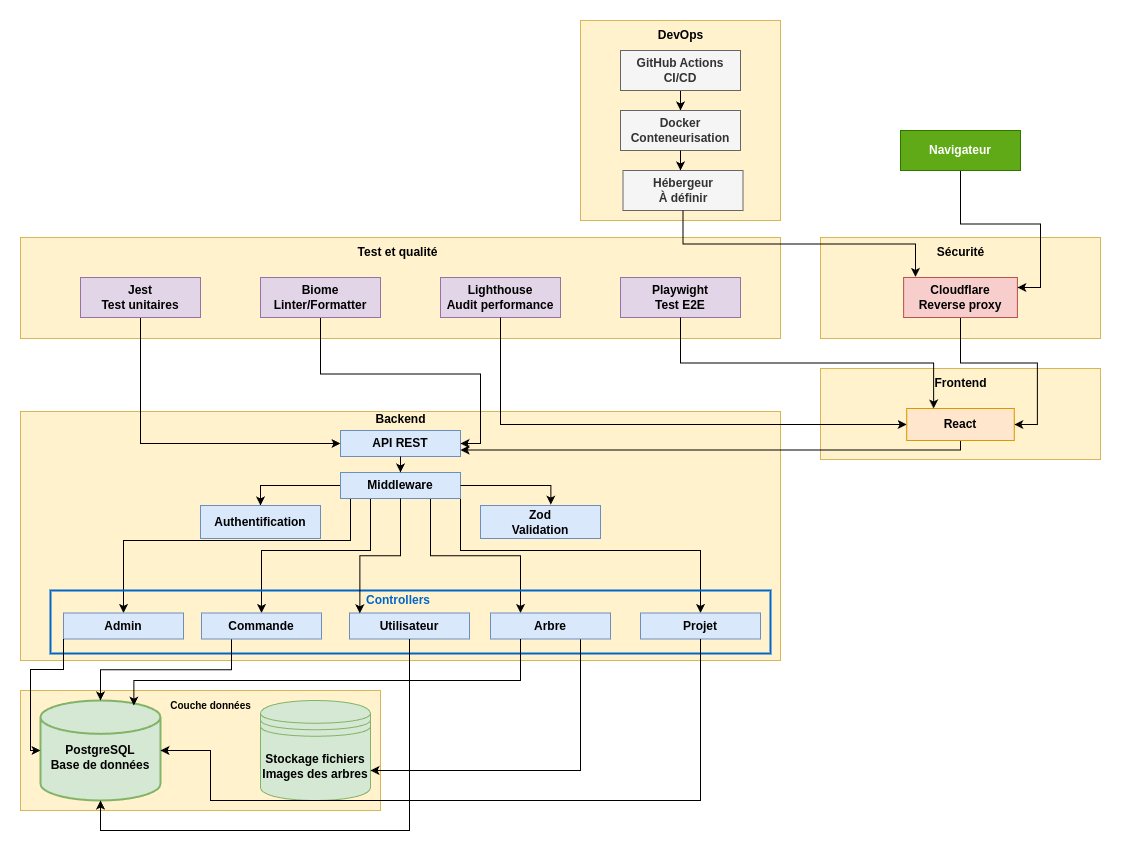 DevOps
GitHub Actions
CI/CD
Docker
Conteneurisation
Hébergeur
À définir
Navigateur
Test et qualité
Jest
Test unitaires
Biome
Linter/Formatter
Lighthouse
Audit performance
Playwight
Test E2E
Sécurité
Cloudflare
Reverse proxy
Frontend
React
Backend
API REST
Middleware
Authentification
Zod
Validation
Controllers
Admin
Commande
Utilisateur
Arbre
Projet
Couche données
PostgreSQL
Base de données
Stockage fichiers
Images des arbres